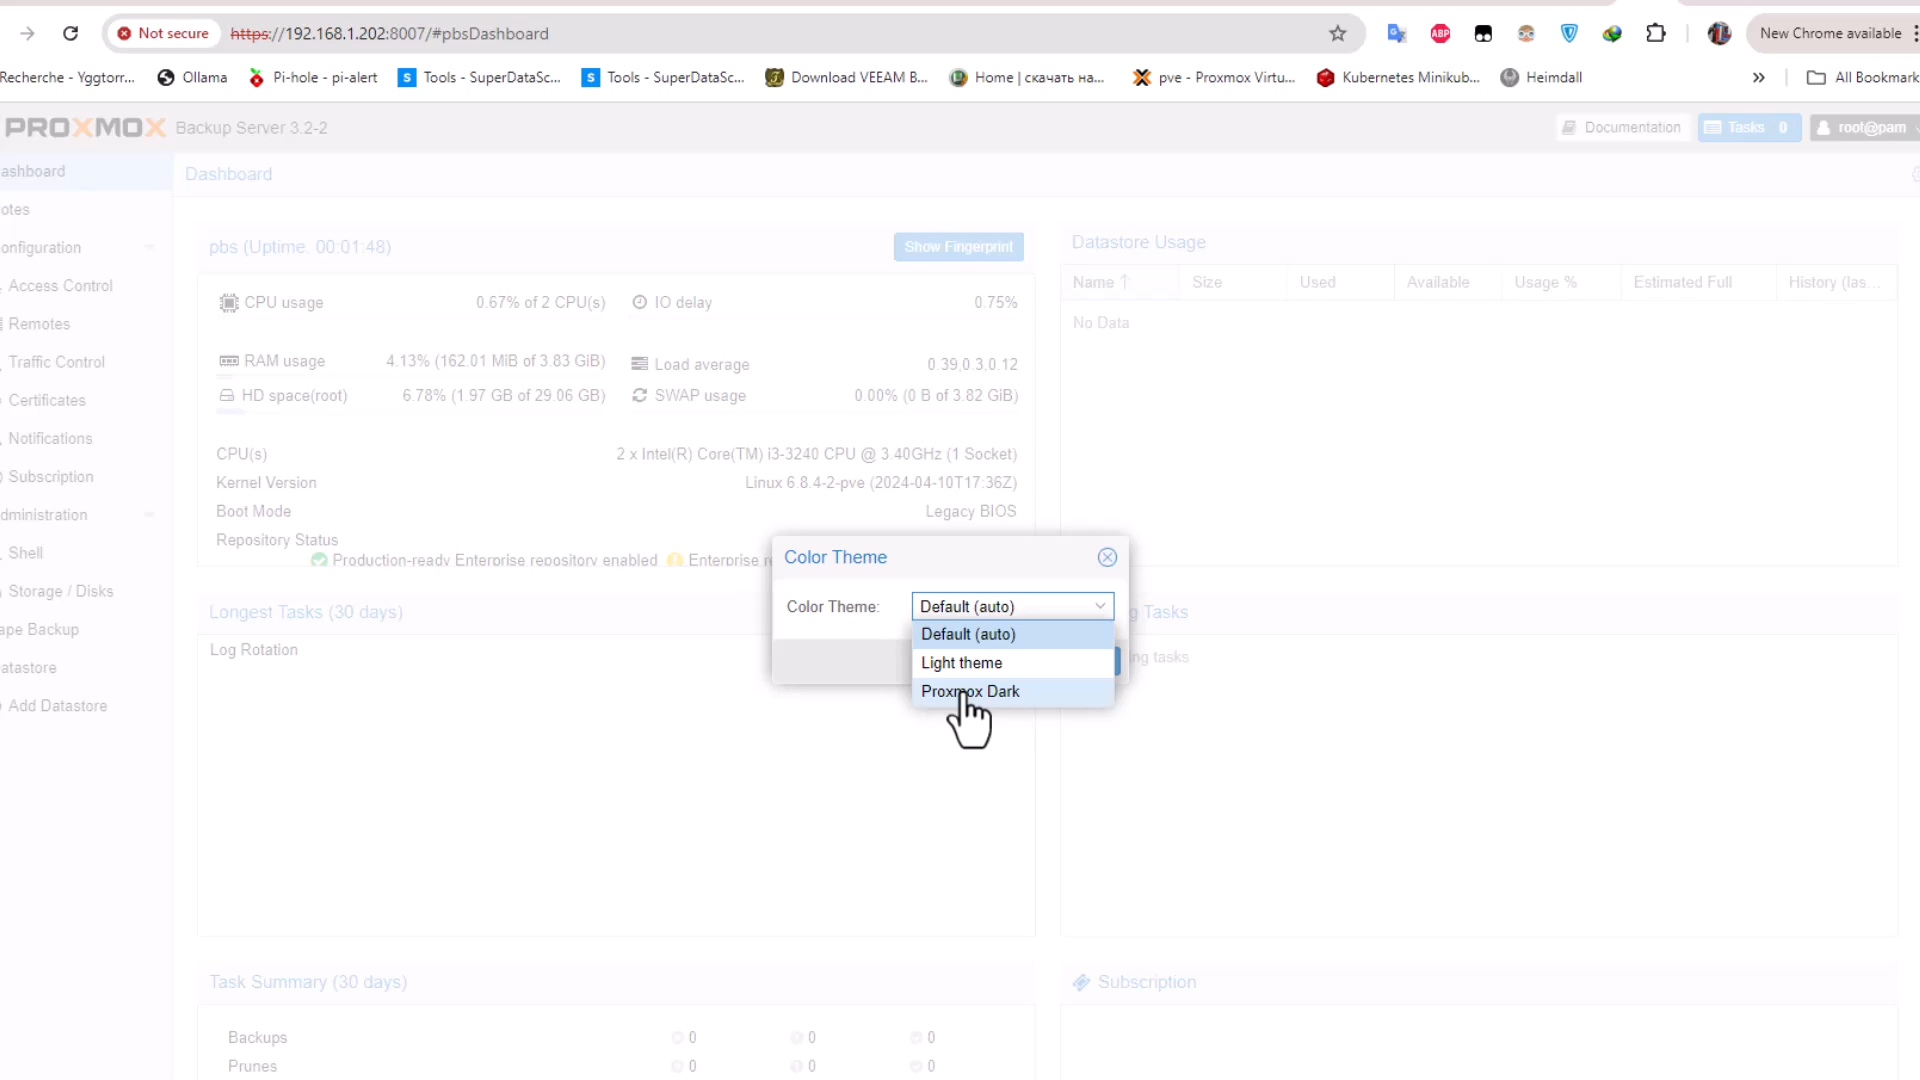 Not secure https://192.168.1.202:8007/#pbsDashboard ABP New Chrome available
Recherche - Yggtorr... Ollama Pi-hole - pi-alert S Tools - SuperDataSc... S Tools - SuperDataSc... Download VEEAM B... Home | скачать на... pve - Proxmox Virtu... Kubernetes Minikub... Heimdall All Bookmark
PROXMOX Backup Server 3.2-2 Documentation Tasks 0 root@pam
ashboard Dashboard
otes
onfiguration
Access Control
Remotes
Traffic Control
Certificates
Notifications
Subscription
dministration
Shell
Storage / Disks
ape Backup
atastore
Add Datastore
pbs (Uptime. 00:01:48) Show Fingerprint
CPU usage 0.67% of 2 CPU(s) IO delay 0.75%
RAM usage 4.13% (162.01 MiB of 3.83 GiB) Load average 0.39,0.3,0.12
HD space(root) 6.78% (1.97 GB of 29.06 GB) SWAP usage 0.00% (0 B of 3.82 GiB)
CPU(s) 2 x Intel(R) Core(TM) i3-3240 CPU @ 3.40GHz (1 Socket)
Kernel Version Linux 6.8.4-2-pve (2024-04-10T17:36Z)
Boot Mode Legacy BIOS
Repository Status
Production-ready Enterprise repository enabled Enterprise re
Datastore Usage
Name Size Used Available Usage % Estimated Full History (las...
No Data
Color Theme
Color Theme: Default (auto)
Default (auto)
Light theme
Proxmox Dark
Longest Tasks (30 days)
Log Rotation
g Tasks
ing tasks
Task Summary (30 days)
Backups 0 0 0
Prunes 0 0 0
Subscription